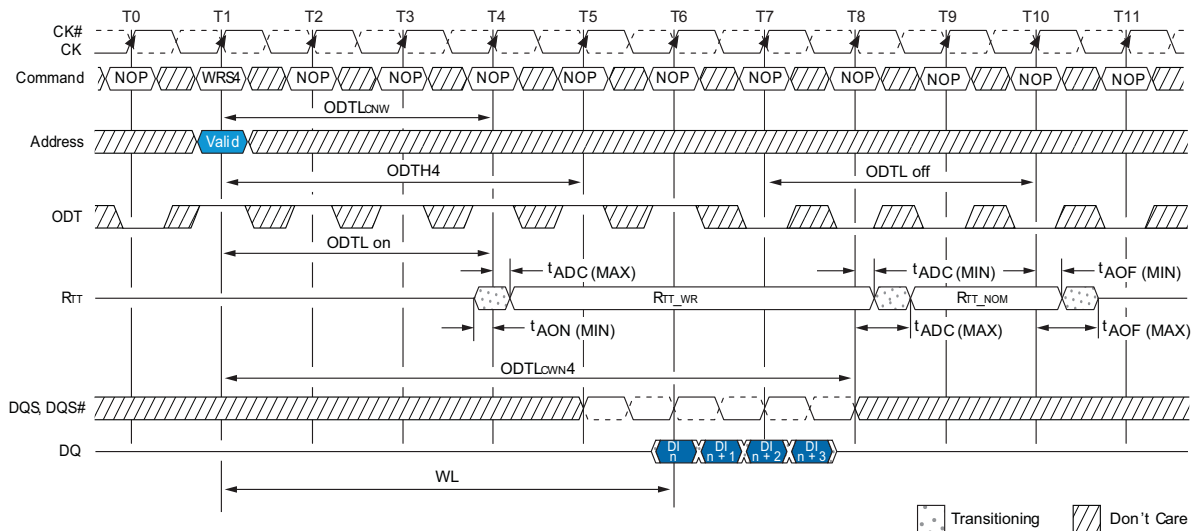 T0 T1 T2 T3 T4 T5 T6 T7 T8 T9 T10 T11
CK#
CK
Command NOP WRS4 NOP NOP NOP NOP NOP NOP NOP NOP NOP NOP
ODTLCNW
Address Valid
ODTH4 ODTL off
ODT
ODTL on
tADC (MAX) tADC (MIN) tAOF (MIN)
RTT RTT_WR RTT_NOM
tAON (MIN) tADC (MAX) tAOF (MAX)
ODTLCWN4
DQS, DQS#
DQ DI n DI n + 1 DI n + 2 DI n + 3
WL
Transitioning Don't Care